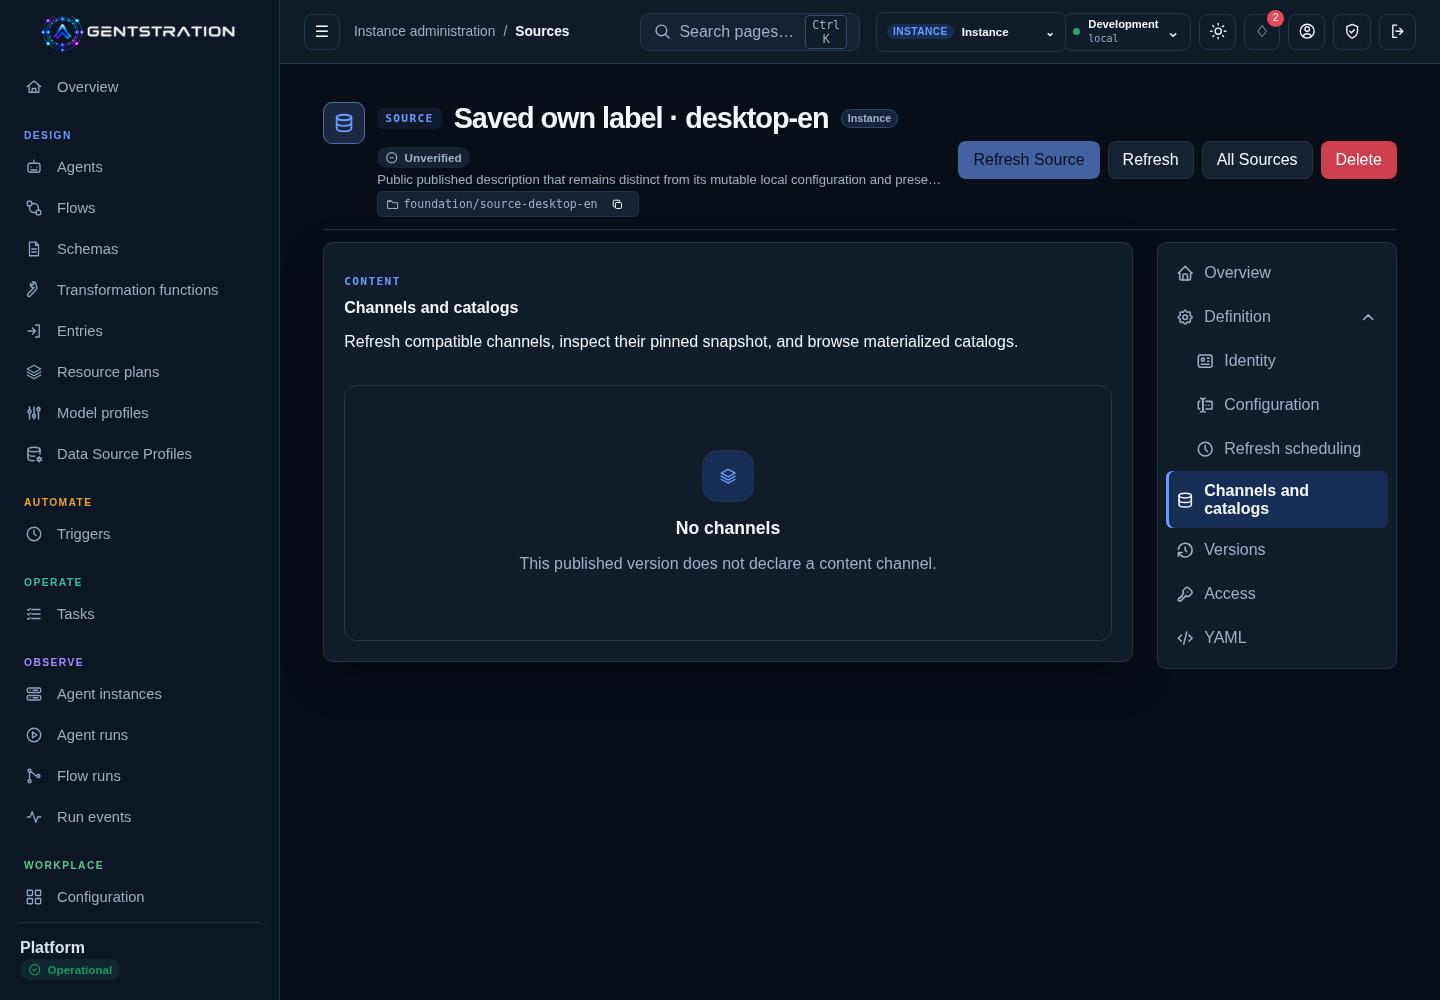 GENTSTRATION
Overview
DESIGN
Agents
Flows
Schemas
Transformation functions
Entries
Resource plans
Model profiles
Data Source Profiles
AUTOMATE
Triggers
OPERATE
Tasks
OBSERVE
Agent instances
Agent runs
Flow runs
Run events
WORKPLACE
Configuration
Platform
Operational
Instance administration / Sources
Search pages… Ctrl K
INSTANCE Instance
Development
local
2
SOURCE Saved own label · desktop-en Instance
Unverified
Public published description that remains distinct from its mutable local configuration and prese…
foundation/source-desktop-en
Refresh Source Refresh All Sources Delete
CONTENT
Channels and catalogs
Refresh compatible channels, inspect their pinned snapshot, and browse materialized catalogs.
No channels
This published version does not declare a content channel.
Overview
Definition
Identity
Configuration
Refresh scheduling
Channels and
catalogs
Versions
Access
YAML